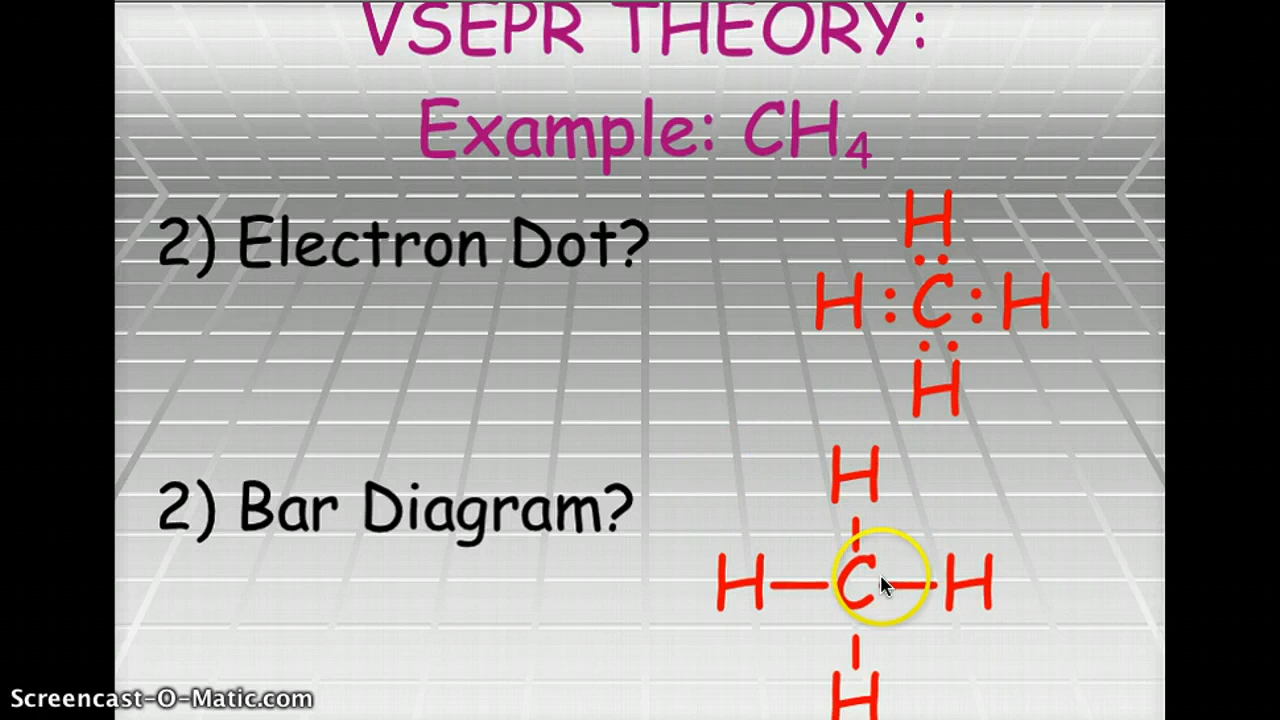 VSEPR THEORY:
Example: CH₄
2) Electron Dot?
H
H : C : H
H
2) Bar Diagram?
H
H—C—H
H
Screencast-O-Matic.com